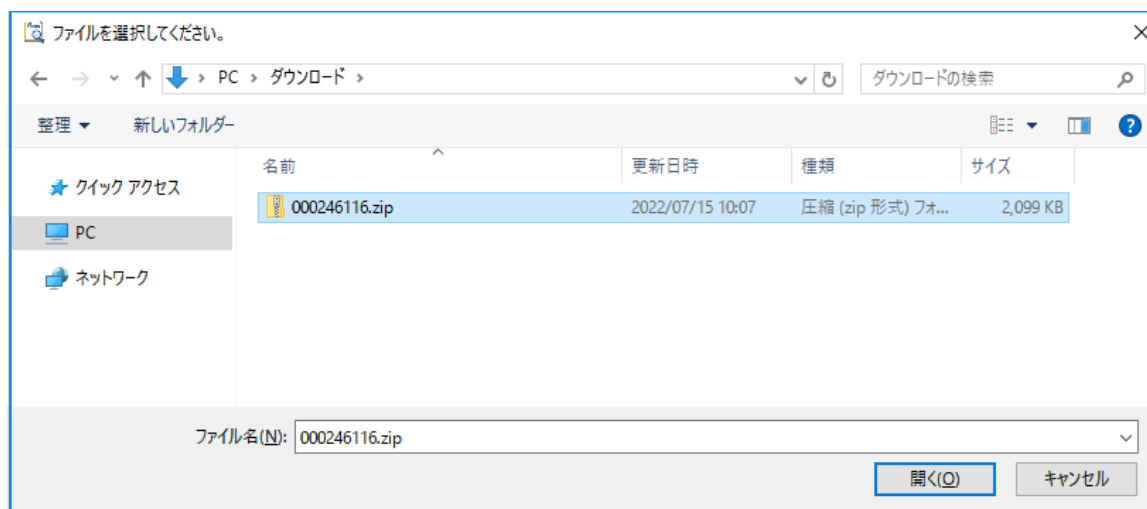 ファイルを選択してください。
PC › ダウンロード ›
ダウンロードの検索
整理 新しいフォルダー
名前 更新日時 種類 サイズ
クイック アクセス
000246116.zip 2022/07/15 10:07 圧縮 (zip 形式) フォ... 2,099 KB
PC
ネットワーク
ファイル名(N): 000246116.zip
開く(O) キャンセル